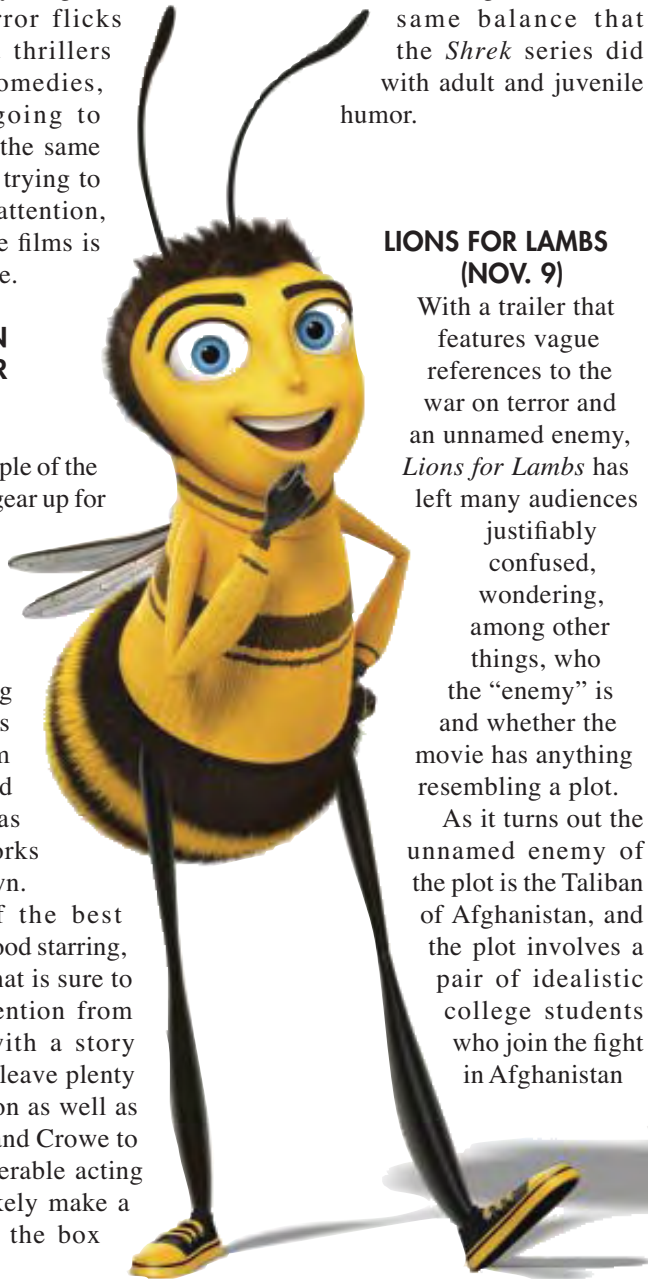 rror flicks
thrillers
omedies,
going to
the same
trying to
attention,
e films is
e.
N
R
ple of the
gear up for
g
s
n
d
as
orks
wn.
f the best
ood starring,
hat is sure to
ention from
with a story
leave plenty
on as well as
and Crowe to
erable acting
kely make a
the box
same balance that
the Shrek series did
with adult and juvenile
humor.
LIONS FOR LAMBS
(NOV. 9)
With a trailer that
features vague
references to the
war on terror and
an unnamed enemy,
Lions for Lambs has
left many audiences
justifiably
confused,
wondering,
among other
things, who
the “enemy” is
and whether the
movie has anything
resembling a plot.
As it turns out the
unnamed enemy of
the plot is the Taliban
of Afghanistan, and
the plot involves a
pair of idealistic
college students
who join the fight
in Afghanistan